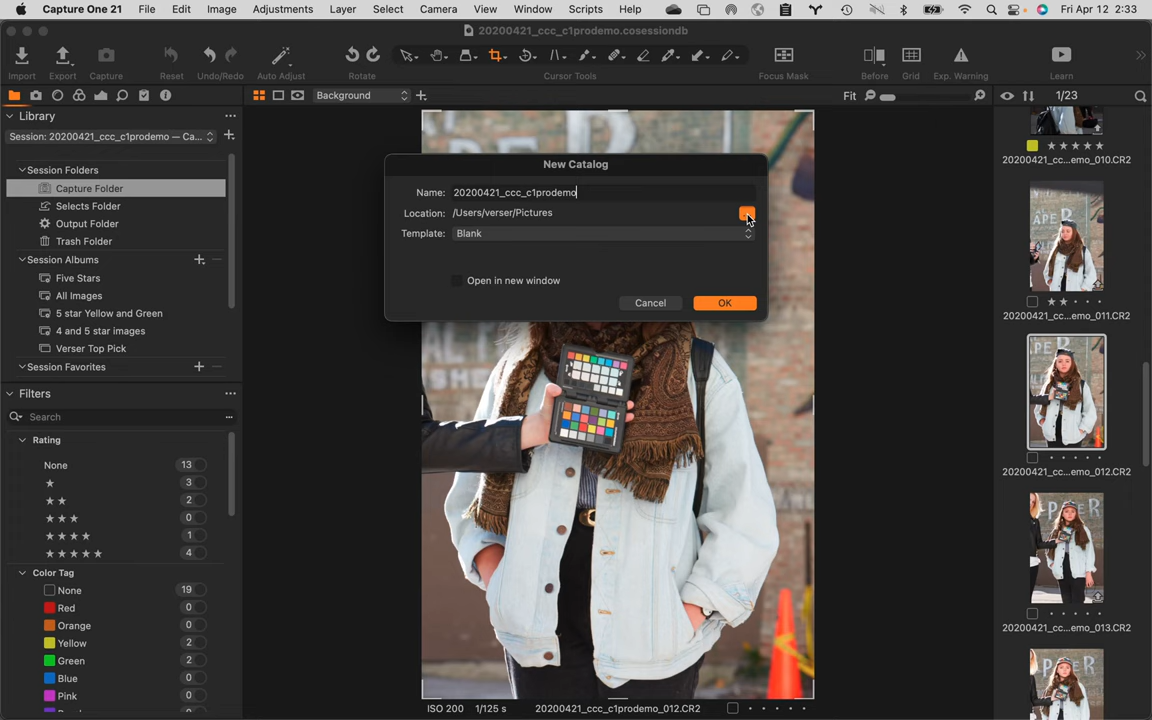 Capture One 21 File Edit Image Adjustments Layer Select Camera View Window Scripts Help Fri Apr 12 2:33
20200421_ccc_c1prodemo.cosessiondb
Import Export Capture Reset Undo/Redo Auto Adjust Rotate Cursor Tools Focus Mask Before Grid Exp. Warning Learn
Background Fit 1/23
Library
Session: 20200421_ccc_c1prodemo — Ca...
Session Folders
Capture Folder
Selects Folder
Output Folder
Trash Folder
Session Albums
Five Stars
All Images
5 star Yellow and Green
4 and 5 star images
Verser Top Pick
Session Favorites
Filters
Search
Rating
None 13
3
2
0
1
4
Color Tag
None 19
Red 0
Orange 0
Yellow 2
Green 2
Blue 0
Pink 0
New Catalog
Name: 20200421_ccc_c1prodemo
Location: /Users/verser/Pictures
Template: Blank
Open in new window
Cancel OK
ISO 200 1/125 s 20200421_ccc_c1prodemo_012.CR2
20200421_cc...emo_010.CR2
20200421_cc...emo_011.CR2
20200421_cc...emo_012.CR2
20200421_cc...emo_013.CR2